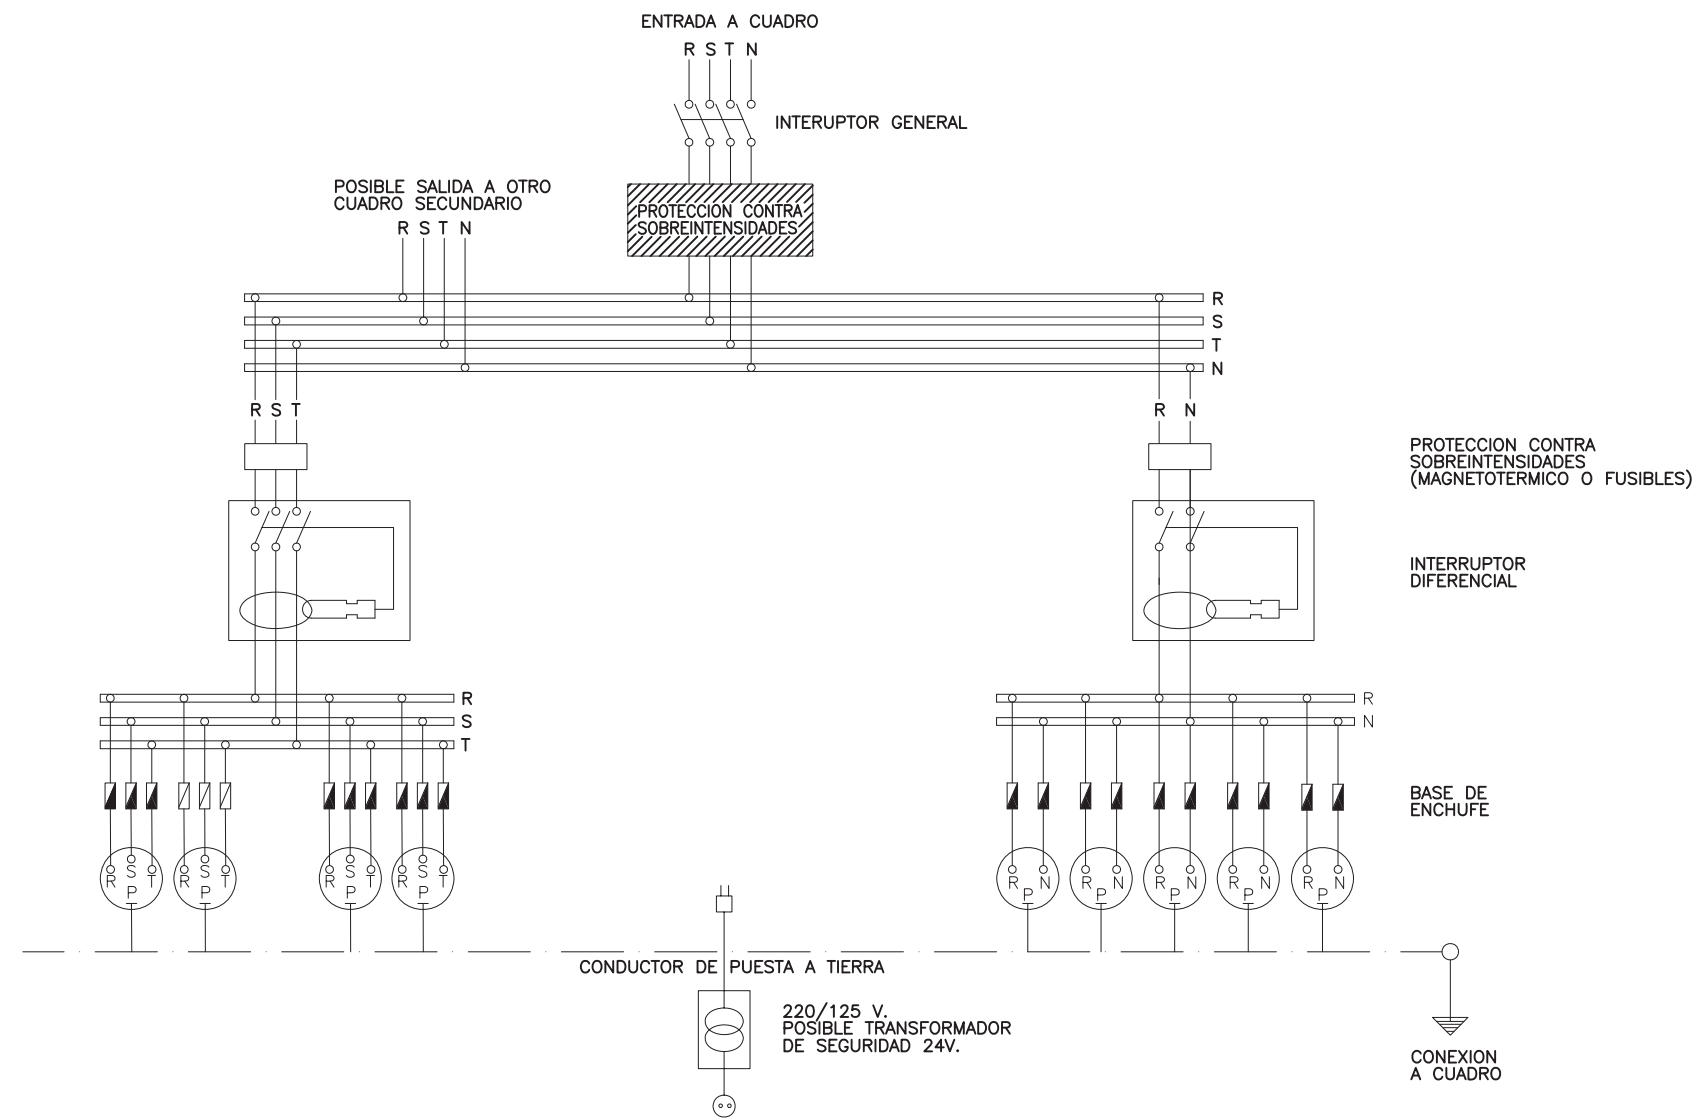 ENTRADA A CUADRO
R S T N
INTERUPTOR GENERAL
POSIBLE SALIDA A OTRO
CUADRO SECUNDARIO
R S T N
PROTECCION CONTRA
SOBREINTENSIDADES
R
S
T
N
R S T
R N
PROTECCION CONTRA
SOBREINTENSIDADES
(MAGNETOTERMICO O FUSIBLES)
INTERRUPTOR
DIFERENCIAL
R
S
T
R
N
BASE DE
ENCHUFE
R S T
P
R S T
P
R S T
P
R S T
P
R N
P
R N
P
R N
P
R N
P
R N
P
CONDUCTOR DE PUESTA A TIERRA
220/125 V.
POSIBLE TRANSFORMADOR
DE SEGURIDAD 24V.
CONEXION
A CUADRO